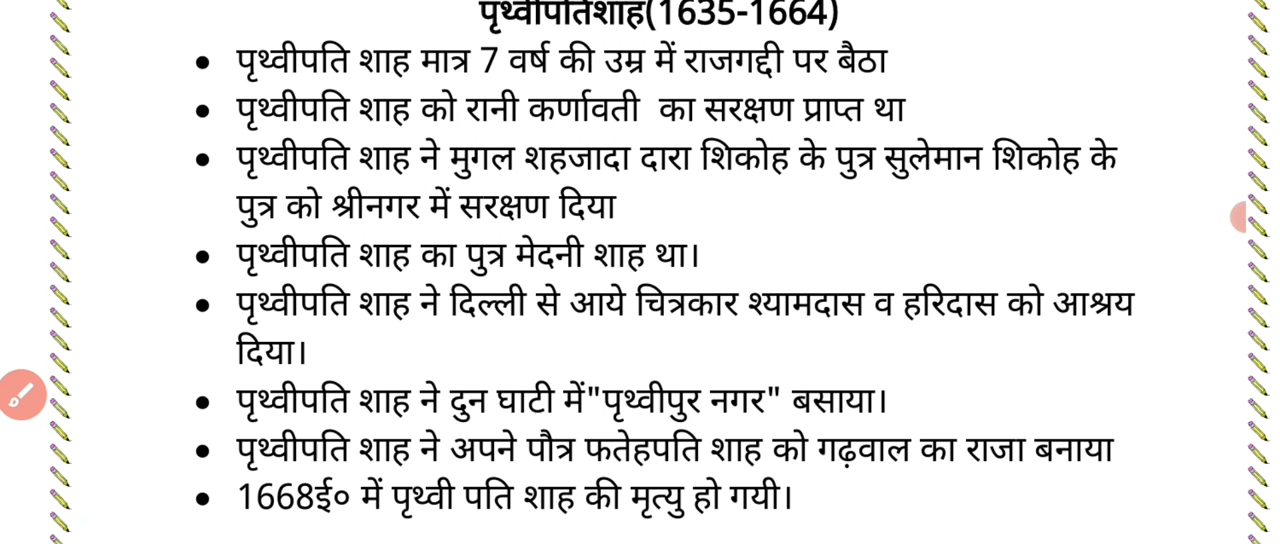 पृथ्वीपतिशाह(1635-1664)
• पृथ्वीपति शाह मात्र 7 वर्ष की उम्र में राजगद्दी पर बैठा
• पृथ्वीपति शाह को रानी कर्णावती का सरक्षण प्राप्त था
• पृथ्वीपति शाह ने मुगल शहजादा दारा शिकोह के पुत्र सुलेमान शिकोह के
पुत्र को श्रीनगर में सरक्षण दिया
• पृथ्वीपति शाह का पुत्र मेदनी शाह था।
• पृथ्वीपति शाह ने दिल्ली से आये चित्रकार श्यामदास व हरिदास को आश्रय
दिया।
• पृथ्वीपति शाह ने दुन घाटी में"पृथ्वीपुर नगर" बसाया।
• पृथ्वीपति शाह ने अपने पौत्र फतेहपति शाह को गढ़वाल का राजा बनाया
• 1668ई० में पृथ्वी पति शाह की मृत्यु हो गयी।